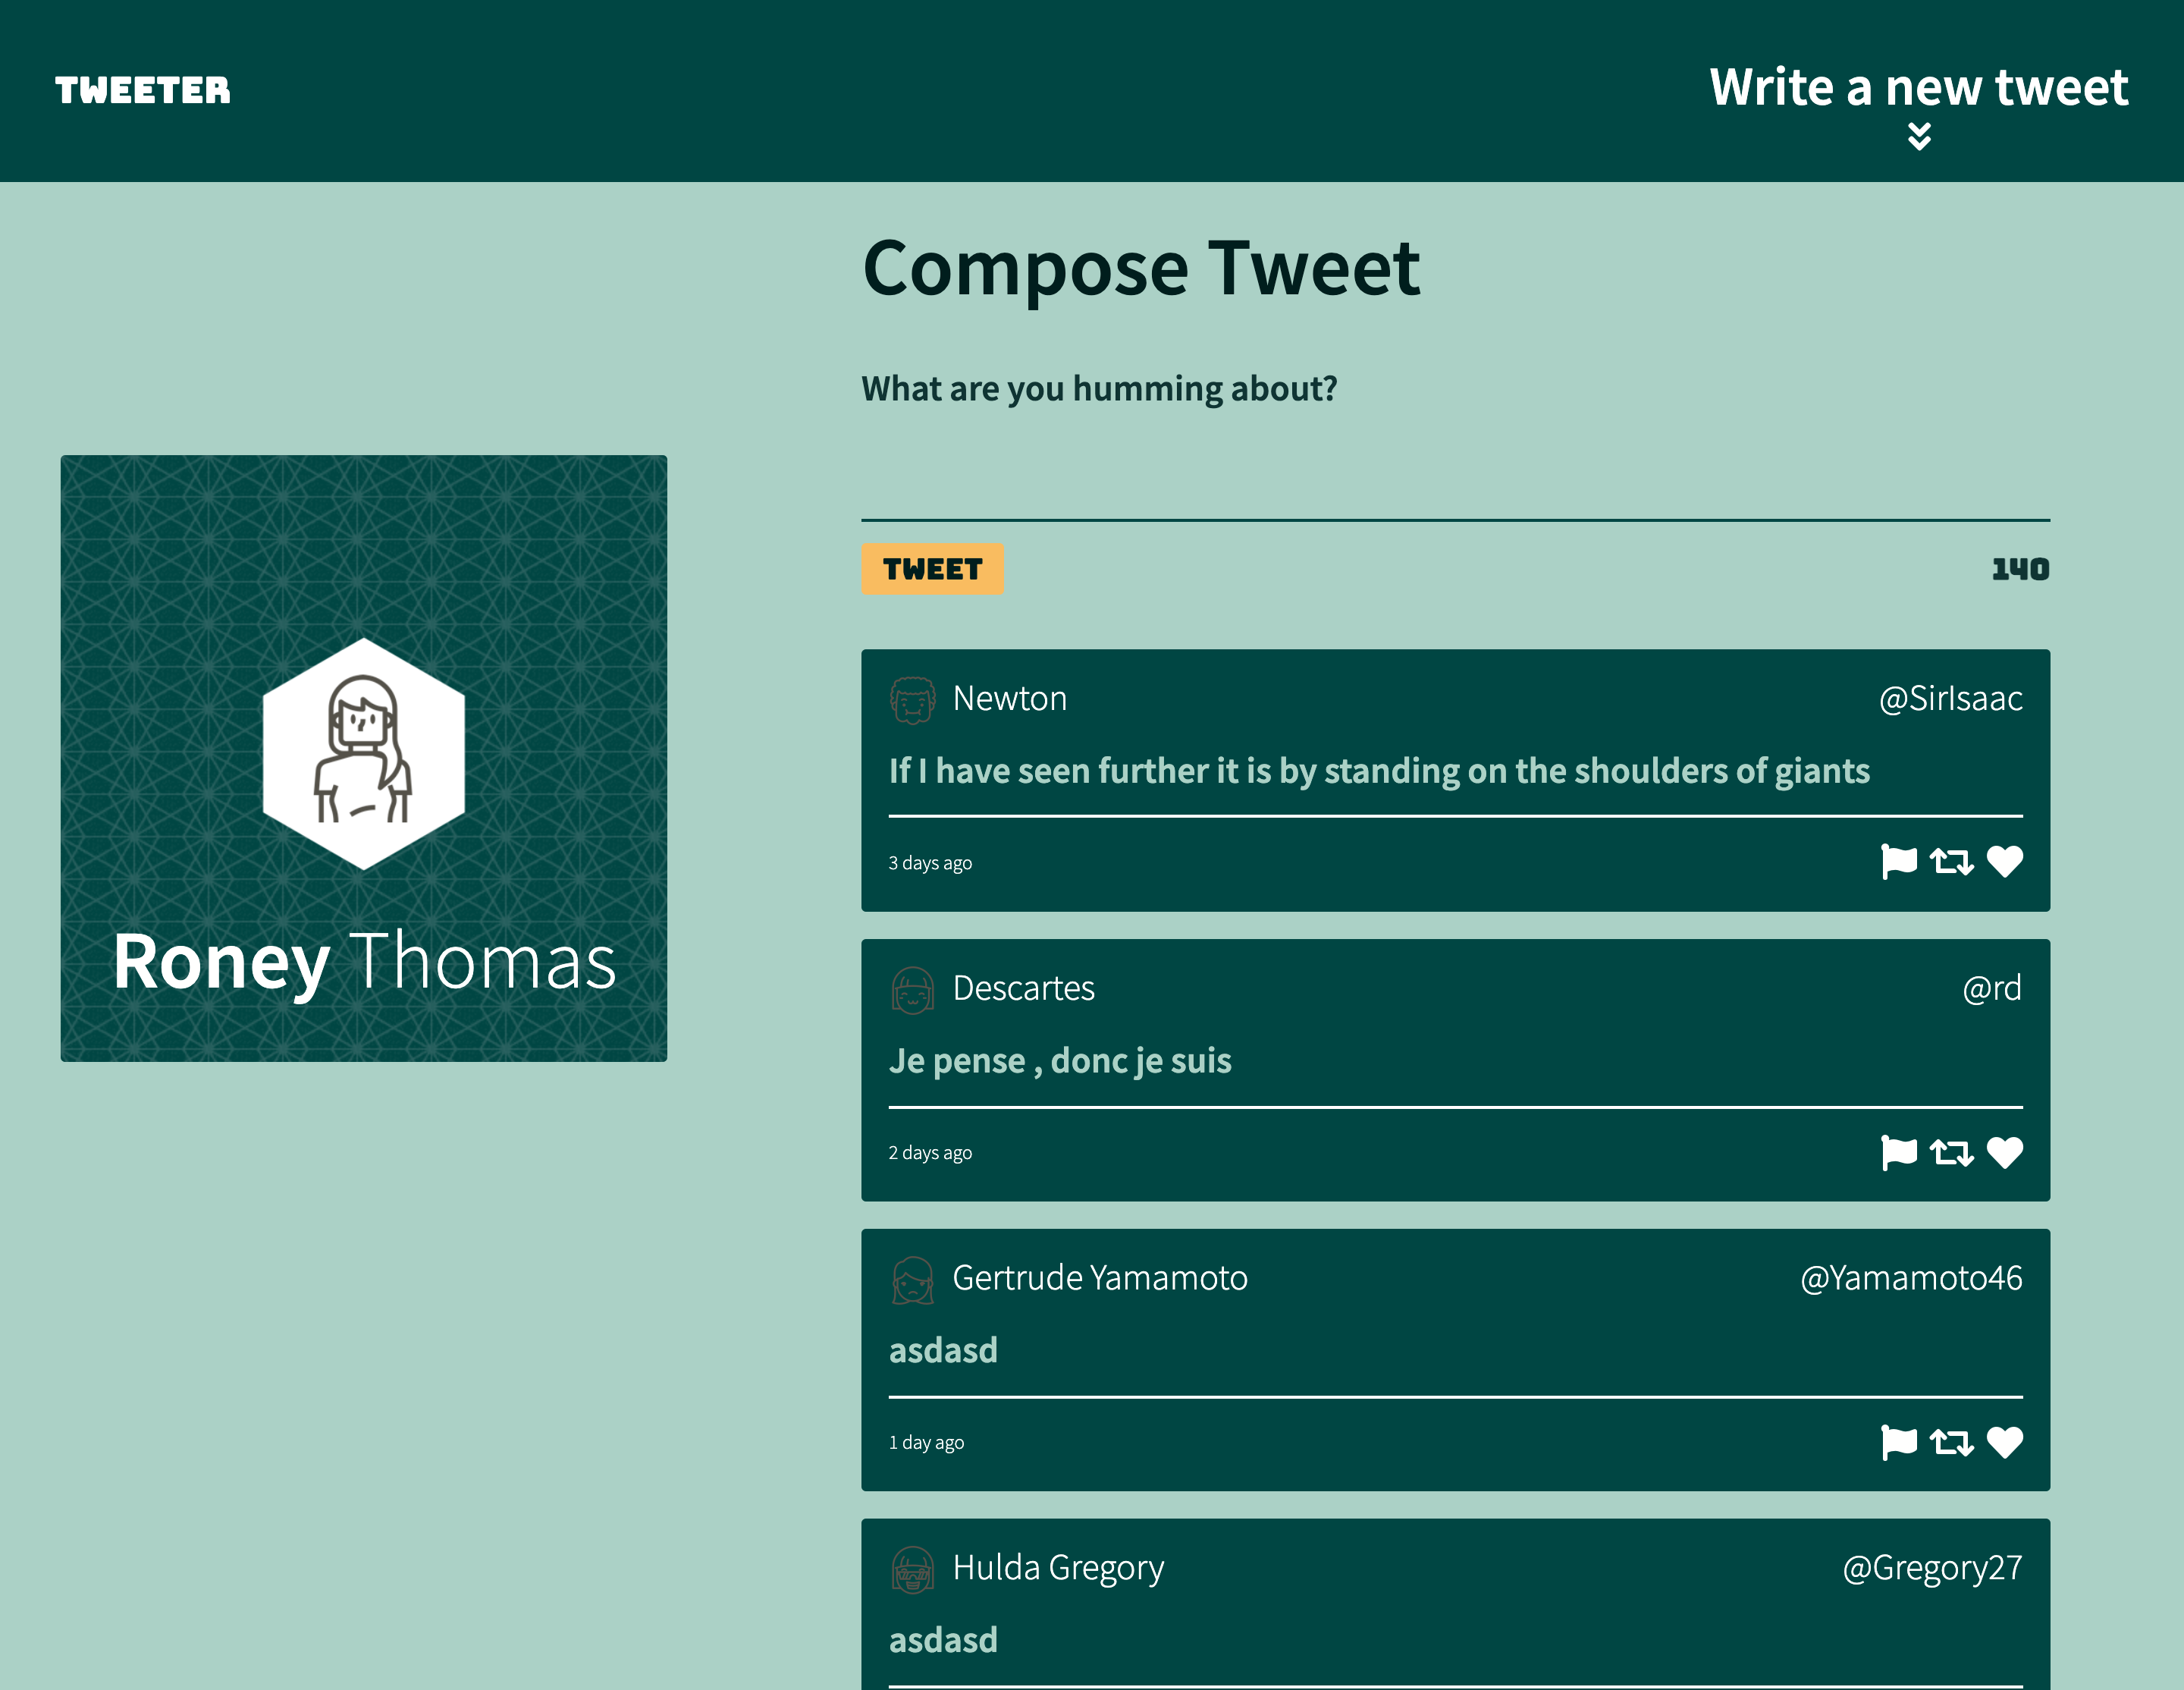 TWEETER
Write a new tweet
Compose Tweet
What are you humming about?
TWEET
140
Roney Thomas
Newton
@SirIsaac
If I have seen further it is by standing on the shoulders of giants
3 days ago
Descartes
@rd
Je pense , donc je suis
2 days ago
Gertrude Yamamoto
@Yamamoto46
asdasd
1 day ago
Hulda Gregory
@Gregory27
asdasd